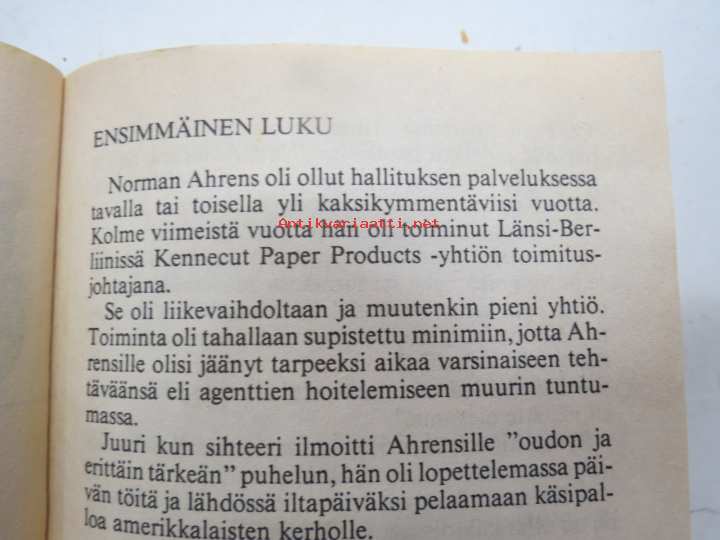 ENSIMMÄINEN LUKU
Norman Ahrens oli ollut hallituksen palveluksessa
tavalla tai toisella yli kaksikymmentäviisi vuotta.
Antikvariaatti.net
Kolme viimeistä vuotta hän oli toiminut Länsi-Ber-
liinissä Kennecut Paper Products -yhtiön toimitus-
johtajana.
Se oli liikevaihdoltaan ja muutenkin pieni yhtiö.
Toiminta oli tahallaan supistettu minimiin, jotta Ah-
rensille olisi jäänyt tarpeeksi aikaa varsinaiseen teh-
täväänsä eli agenttien hoitelemiseen muurin tuntu-
massa.
Juuri kun sihteeri ilmoitti Ahrensille ”oudon ja
erittäin tärkeän” puhelun, hän oli lopettelemassa päi-
vän töitä ja lähdössä iltapäiväksi pelaamaan käsipal-
loa amerikkalaisten kerholle.